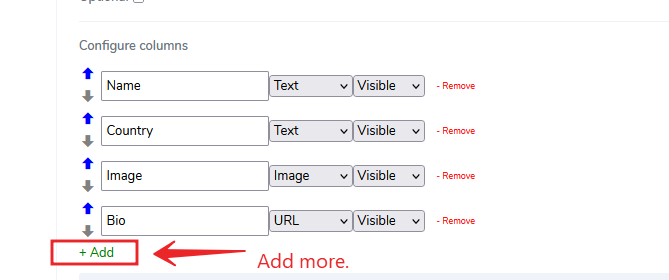 Optional
Configure columns
Name Text Visible - Remove
Country Text Visible - Remove
Image Image Visible - Remove
Bio URL Visible - Remove
+ Add
Add more.